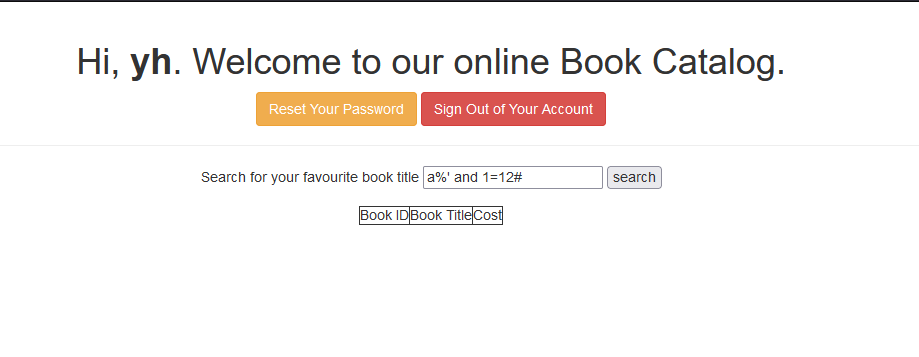 Hi, yh. Welcome to our online Book Catalog.
Reset Your Password Sign Out of Your Account
Search for your favourite book title a%' and 1=12# search
Book ID Book Title Cost